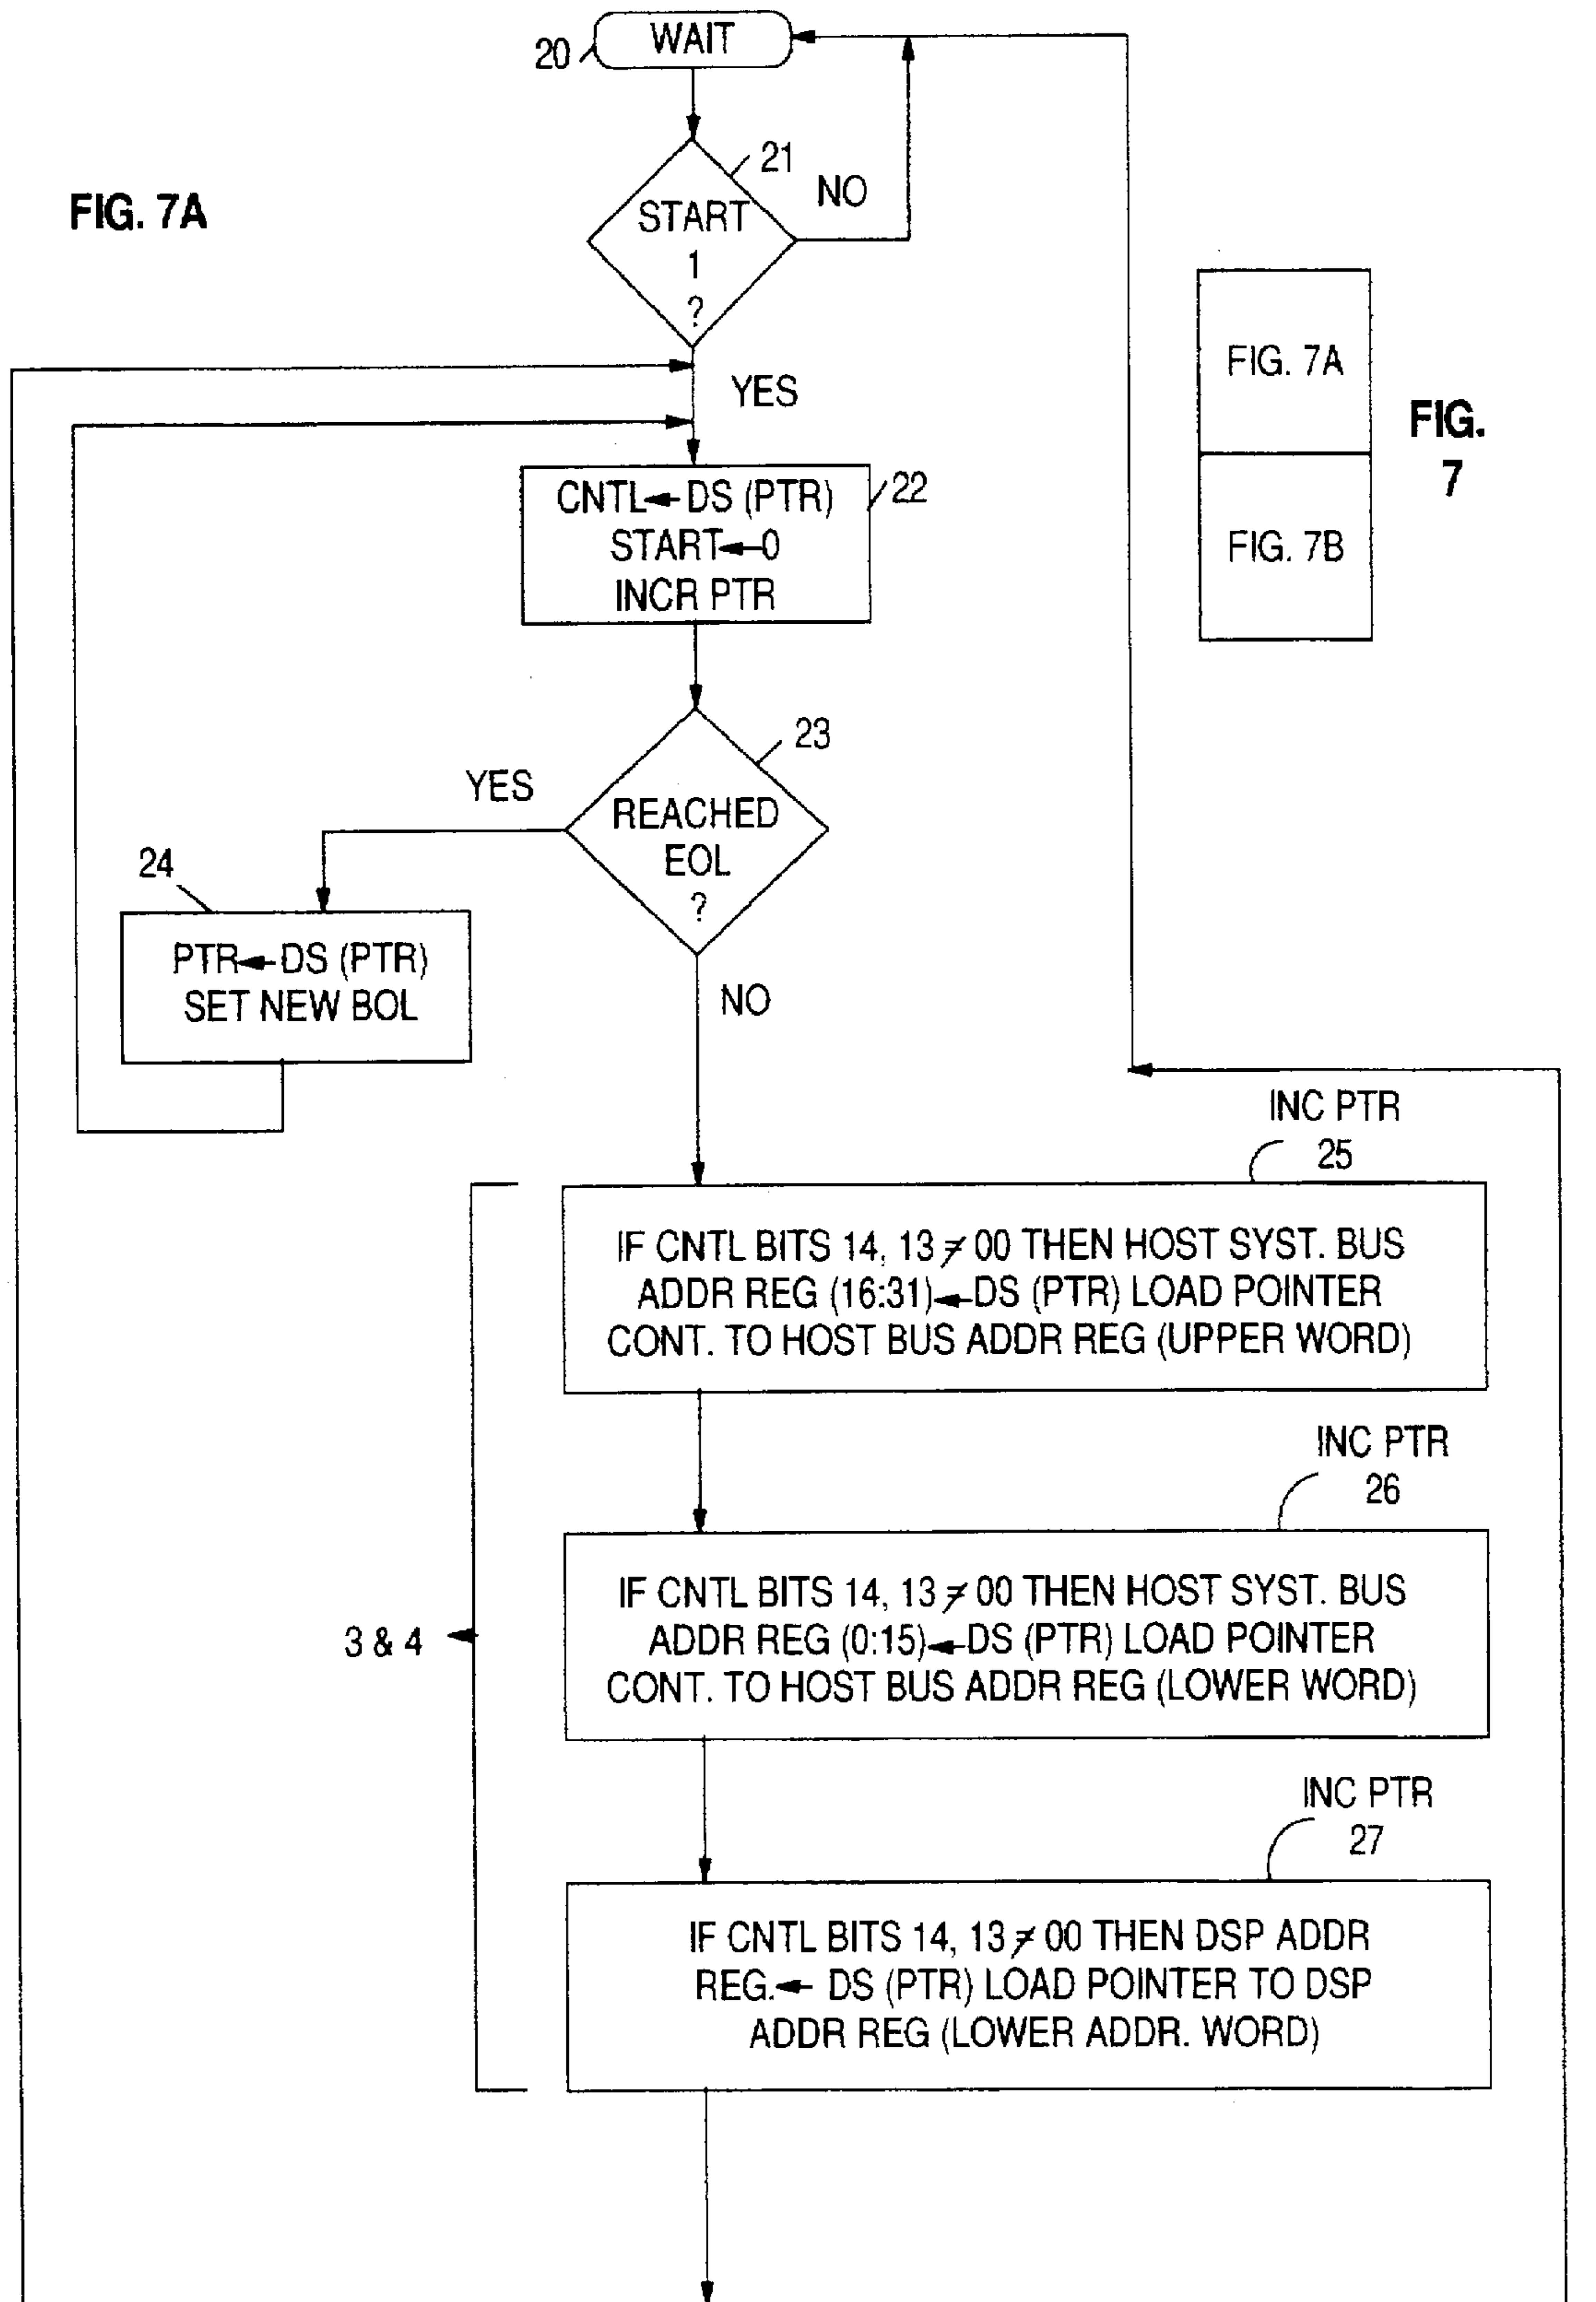 WAIT
20
21
NO
START
1
?
FIG. 7A
YES
FIG. 7A
FIG. 7B
FIG.
7
CNTL←DS (PTR)
START←0
INCR PTR
22
23
YES
REACHED
EOL
?
24
PTR←DS (PTR)
SET NEW BOL
NO
INC PTR
25
IF CNTL BITS 14, 13 ≠ 00 THEN HOST SYST. BUS
ADDR REG (16:31)←DS (PTR) LOAD POINTER
CONT. TO HOST BUS ADDR REG (UPPER WORD)
INC PTR
26
IF CNTL BITS 14, 13 ≠ 00 THEN HOST SYST. BUS
ADDR REG (0:15)←DS (PTR) LOAD POINTER
CONT. TO HOST BUS ADDR REG (LOWER WORD)
3 & 4
INC PTR
27
IF CNTL BITS 14, 13 ≠ 00 THEN DSP ADDR
REG.← DS (PTR) LOAD POINTER TO DSP
ADDR REG (LOWER ADDR. WORD)